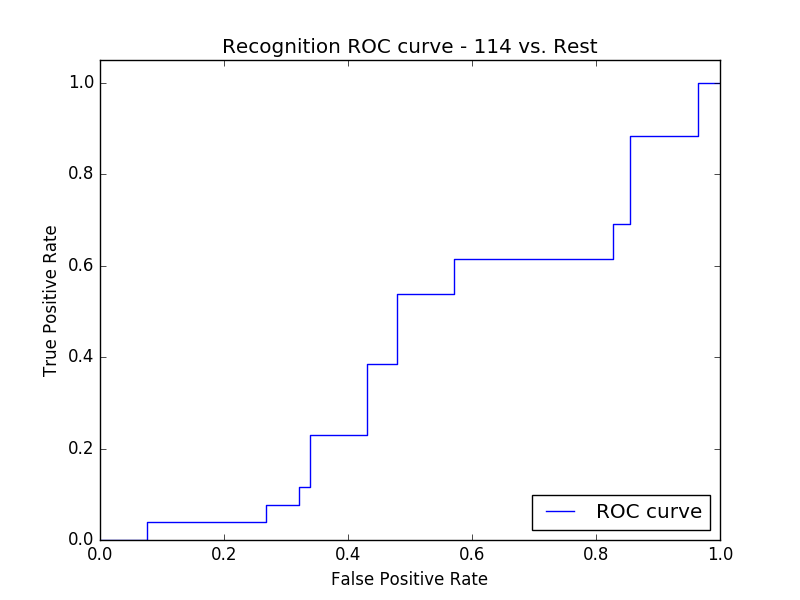 Recognition ROC curve - 114 vs. Rest
1.0
0.8
0.6
0.4
0.2
0.0
True Positive Rate
0.0 0.2 0.4 0.6 0.8 1.0
False Positive Rate
ROC curve